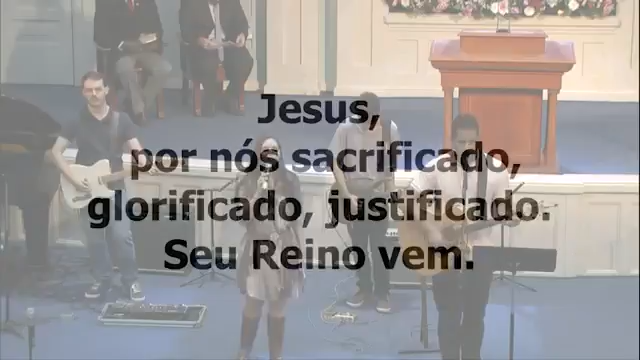 Jesus,
por nós sacrificado,
glorificado, justificado.
Seu Reino vem.